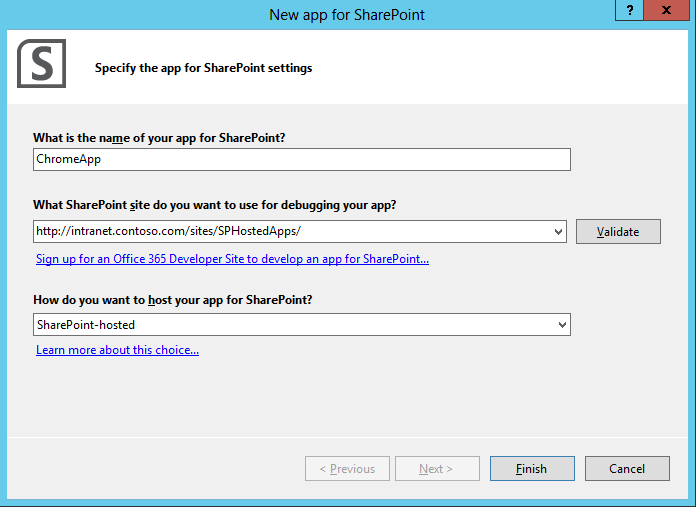 New app for SharePoint
?
x
S
Specify the app for SharePoint settings
What is the name of your app for SharePoint?
ChromeApp
What SharePoint site do you want to use for debugging your app?
http://intranet.contoso.com/sites/SPHostedApps/
Validate
Sign up for an Office 365 Developer Site to develop an app for SharePoint...
How do you want to host your app for SharePoint?
SharePoint-hosted
Learn more about this choice...
< Previous
Next >
Finish
Cancel